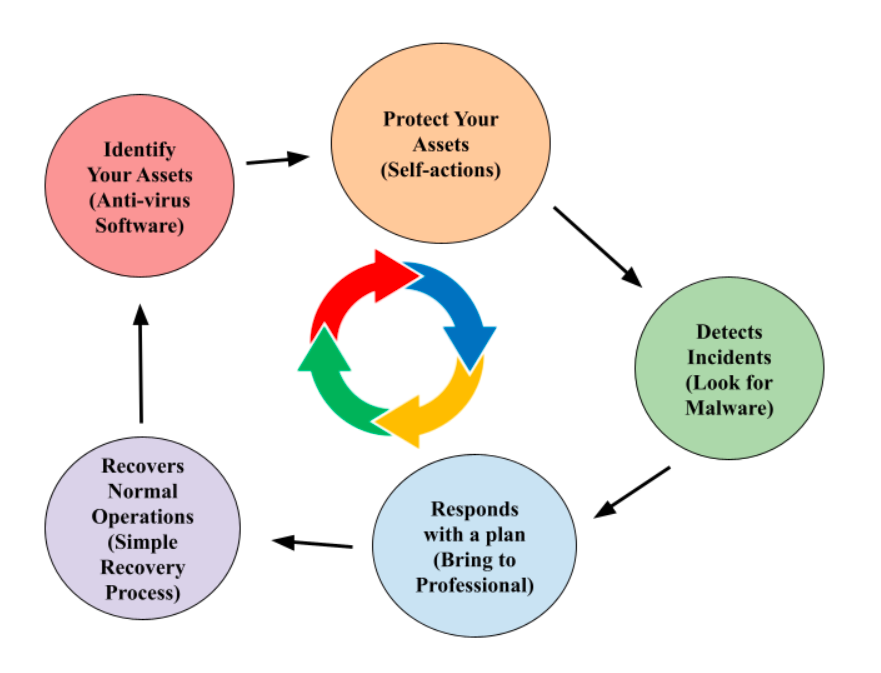 Identify
Your Assets
(Anti-virus
Software)
Protect Your
Assets
(Self-actions)
Detects
Incidents
(Look for
Malware)
Responds
with a plan
(Bring to
Professional)
Recovers
Normal
Operations
(Simple
Recovery
Process)